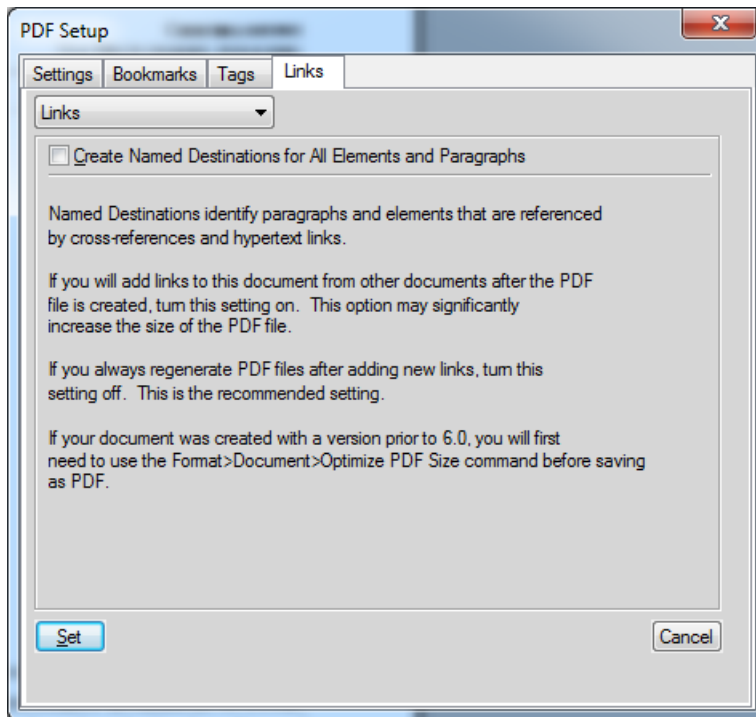 PDF Setup
Settings Bookmarks Tags Links
Links
Create Named Destinations for All Elements and Paragraphs
Named Destinations identify paragraphs and elements that are referenced
by cross-references and hypertext links.
If you will add links to this document from other documents after the PDF
file is created, turn this setting on. This option may significantly
increase the size of the PDF file.
If you always regenerate PDF files after adding new links, turn this
setting off. This is the recommended setting.
If your document was created with a version prior to 6.0, you will first
need to use the Format>Document>Optimize PDF Size command before saving
as PDF.
Set Cancel